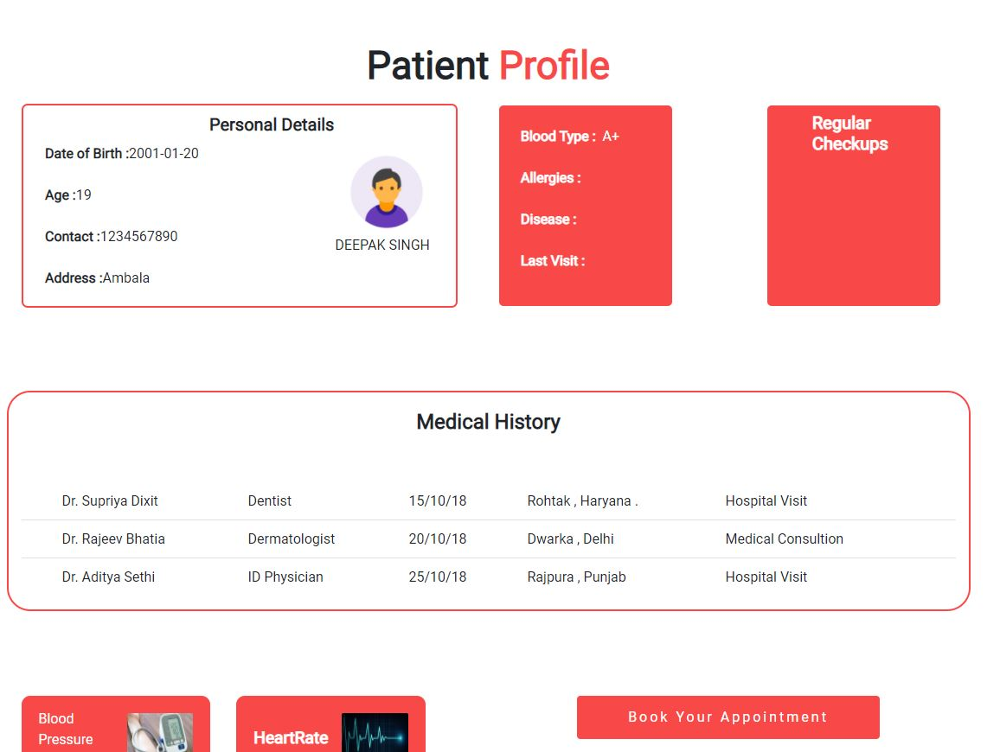 Patient Profile
Personal Details
Date of Birth :2001-01-20
Age :19
Contact :1234567890
Address :Ambala
DEEPAK SINGH
Blood Type : A+
Allergies :
Disease :
Last Visit :
Regular
Checkups
Medical History
Dr. Supriya Dixit Dentist 15/10/18 Rohtak , Haryana . Hospital Visit
Dr. Rajeev Bhatia Dermatologist 20/10/18 Dwarka , Delhi Medical Consultion
Dr. Aditya Sethi ID Physician 25/10/18 Rajpura , Punjab Hospital Visit
Blood
Pressure
HeartRate
Book Your Appointment